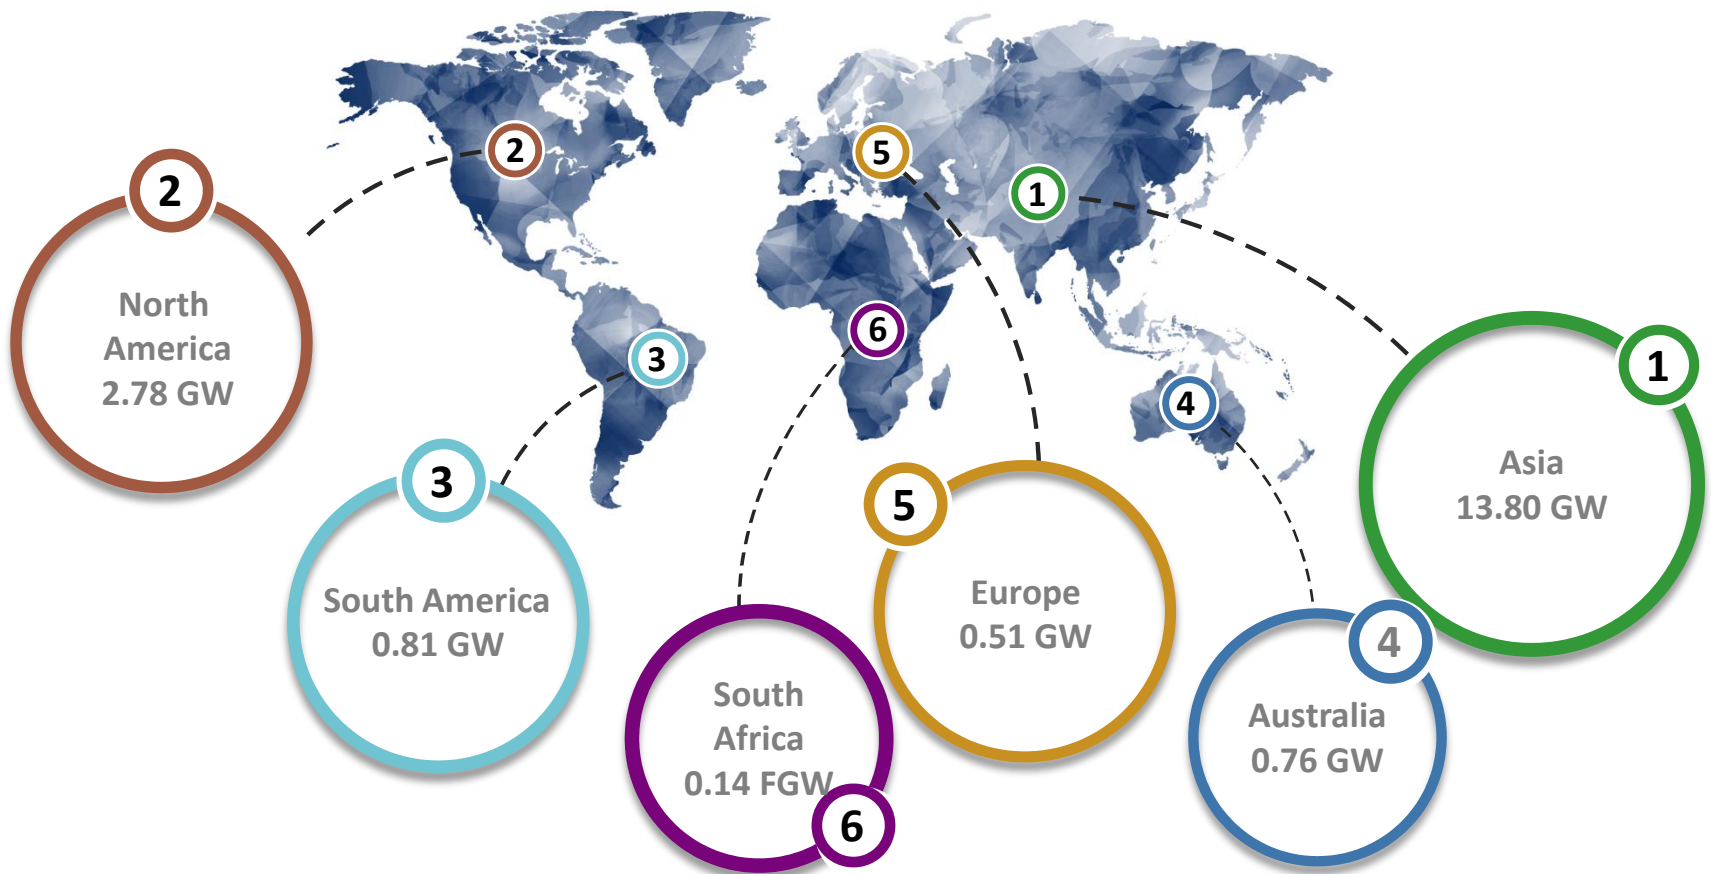 2
5
1
2
North
America
2.78 GW
6
3
4
1
Asia
13.80 GW
3
South America
0.81 GW
5
Europe
0.51 GW
South
Africa
0.14 FGW
6
4
Australia
0.76 GW